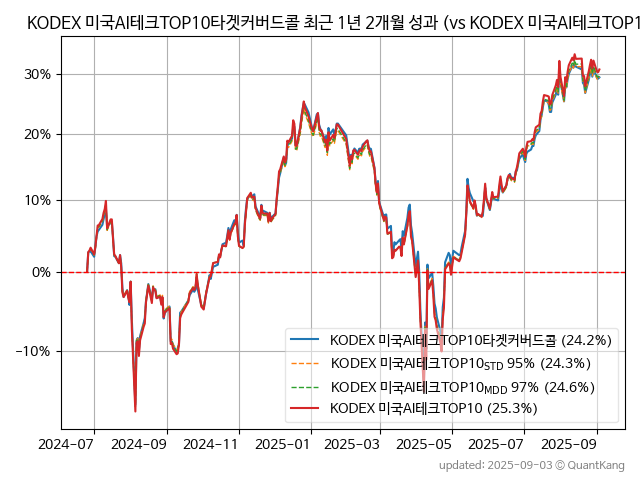 KODEX 미국AI테크TOP10타겟커버드콜 최근 1년 2개월 성과 (vs KODEX 미국AI테크TOP1
30%
20%
10%
0%
−10%
KODEX 미국AI테크TOP10타겟커버드콜 (24.2%)
KODEX 미국AI테크TOP10STD 95% (24.3%)
KODEX 미국AI테크TOP10MDD 97% (24.6%)
KODEX 미국AI테크TOP10 (25.3%)
2024-07 2024-09 2024-11 2025-01 2025-03 2025-05 2025-07 2025-09
updated: 2025-09-03 © QuantKang